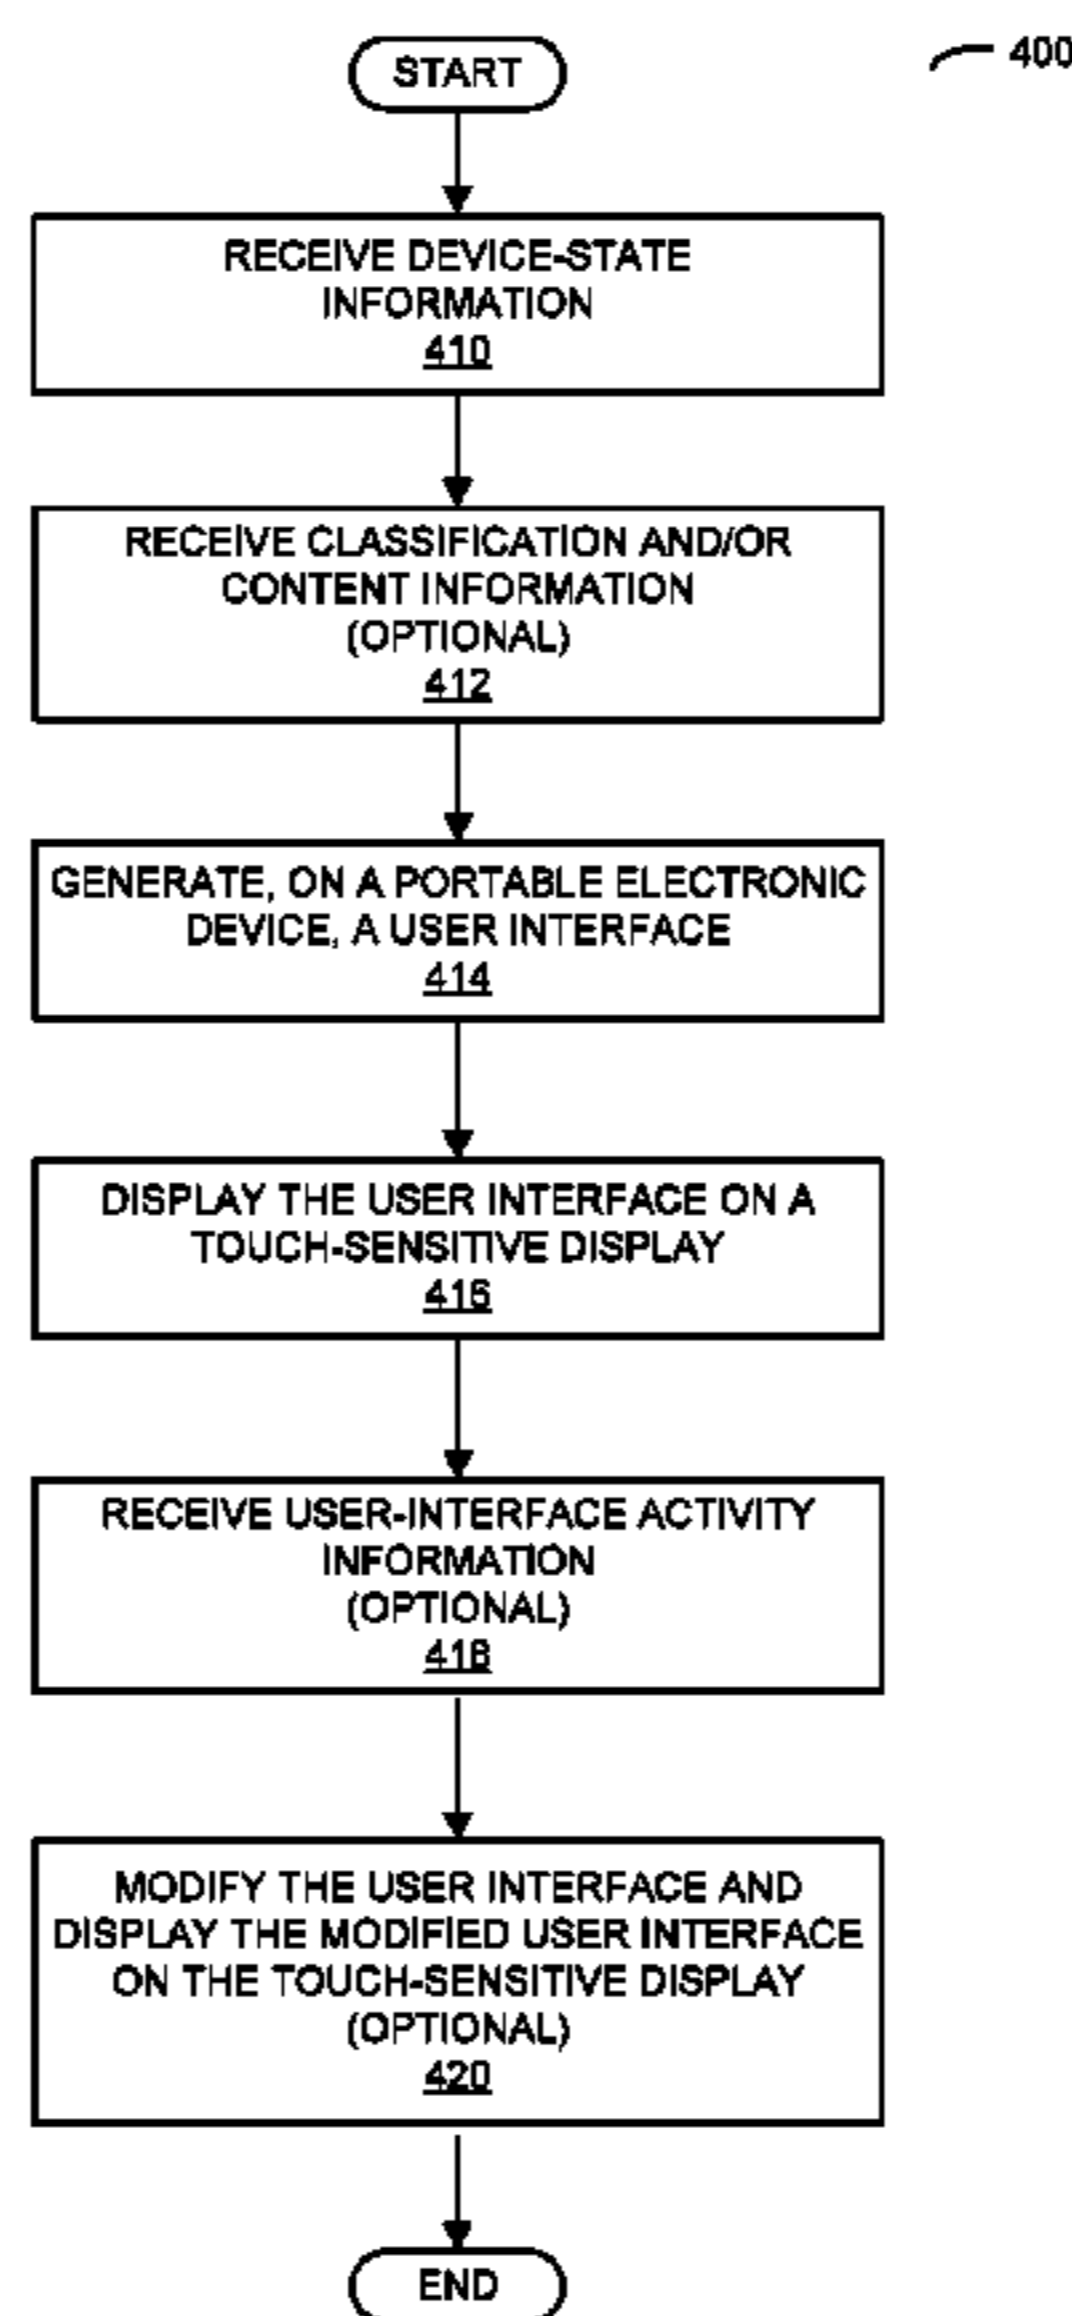 START
400
RECEIVE DEVICE-STATE
INFORMATION
410
RECEIVE CLASSIFICATION AND/OR
CONTENT INFORMATION
(OPTIONAL)
412
GENERATE, ON A PORTABLE ELECTRONIC
DEVICE, A USER INTERFACE
414
DISPLAY THE USER INTERFACE ON A
TOUCH-SENSITIVE DISPLAY
416
RECEIVE USER-INTERFACE ACTIVITY
INFORMATION
(OPTIONAL)
418
MODIFY THE USER INTERFACE AND
DISPLAY THE MODIFIED USER INTERFACE
ON THE TOUCH-SENSITIVE DISPLAY
(OPTIONAL)
420
END